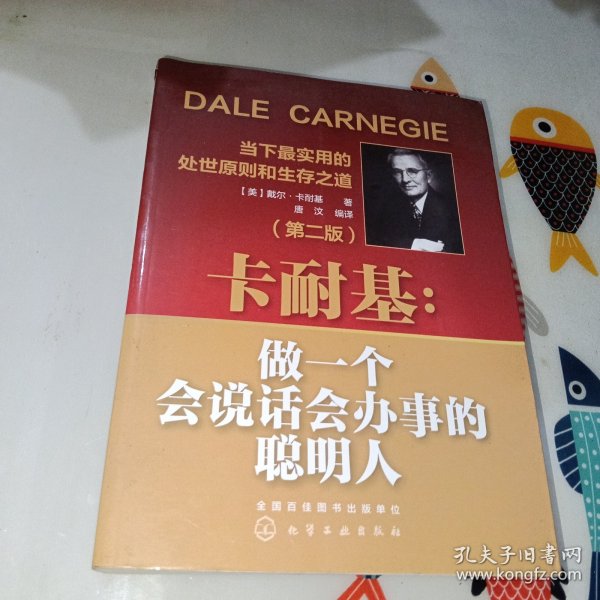 DALE CARNEGIE
当下最实用的
处世原则和生存之道
【美】戴尔·卡耐基 著
唐汶 编译
（第二版）
卡耐基：
做一个
会说话会办事的
聪明人
全国百佳图书出版单位
化学工业出版社
孔夫子旧书网
www.kongfz.com